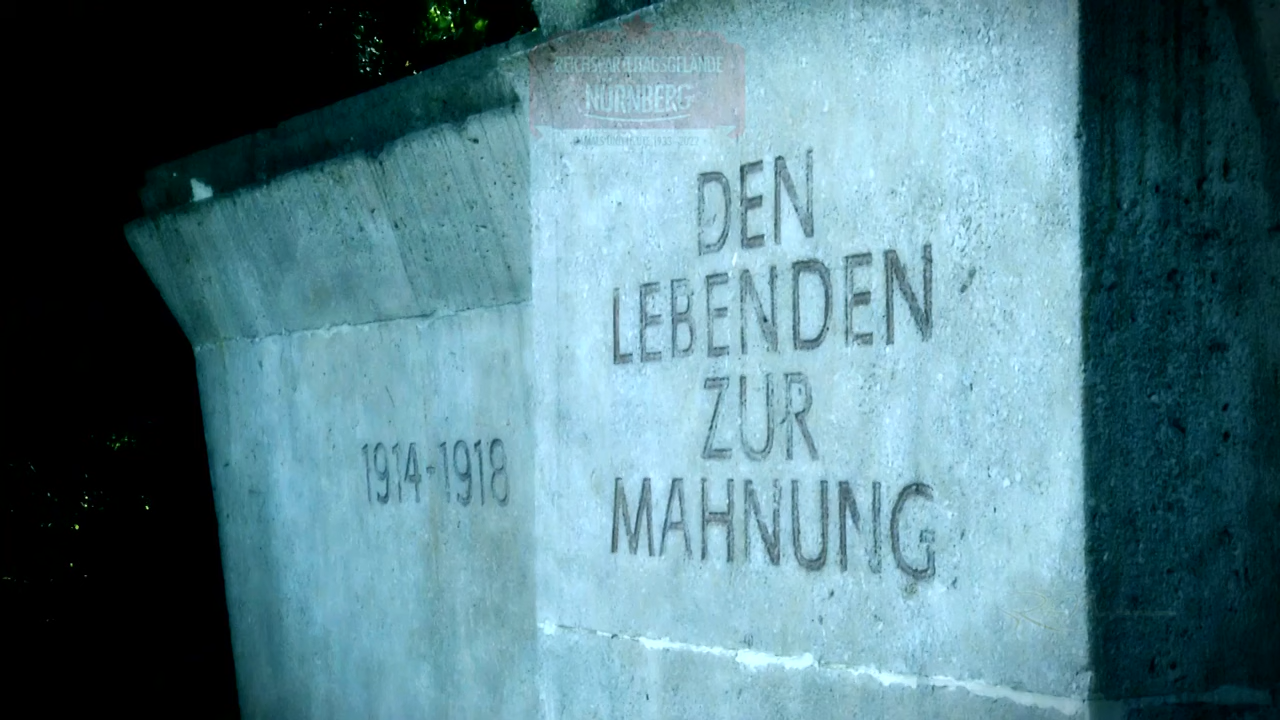 REICHSPARTEITAGSGELÄNDE
NÜRNBERG
DEN
LEBENDEN
ZUR
MAHNUNG
1914-1918